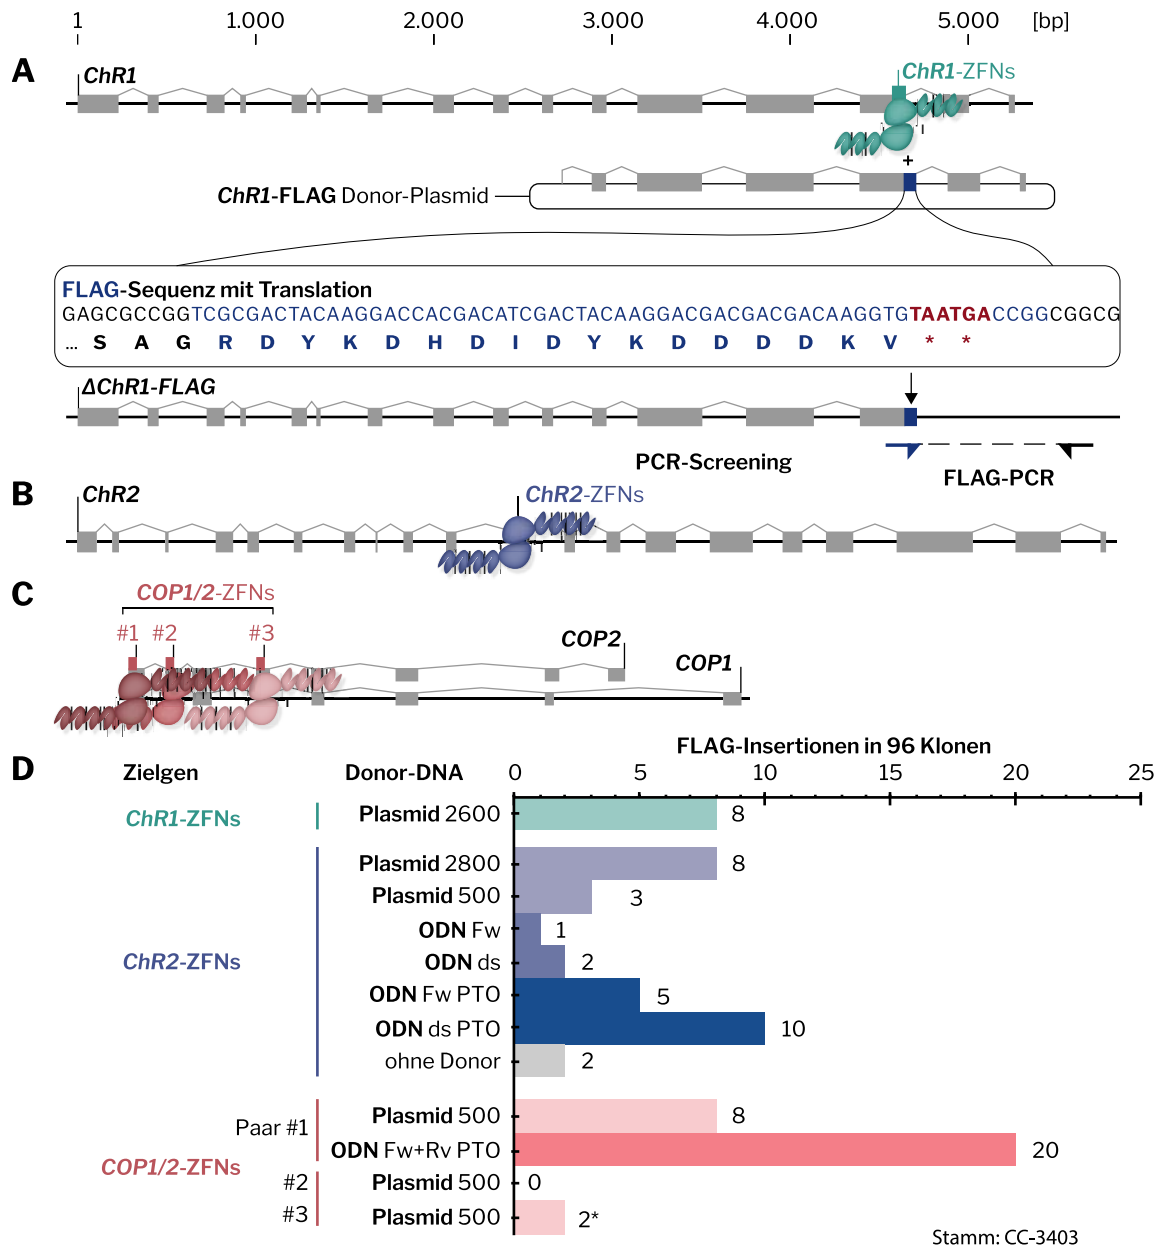 1 1.000 2.000 3.000 4.000 5.000 [bp]
A
ChR1
ChR1-ZFNs
+
ChR1-FLAG Donor-Plasmid
FLAG-Sequenz mit Translation
GAGCGCCGGTCGCGACTACAAGGACCACGACATCGACTACAAGGACGACGACGACAAGGTGTAATGACCGGCGGCG
... S A G R D Y K D H D I D Y K D D D D K V * *
ΔChR1-FLAG
PCR-Screening
FLAG-PCR
B
ChR2
ChR2-ZFNs
C
COP1/2-ZFNs
#1 #2 #3
COP2
COP1
D
FLAG-Insertionen in 96 Klonen
Zielgen Donor-DNA 0 5 10 15 20 25
ChR1-ZFNs Plasmid 2600 8
Plasmid 2800 8
Plasmid 500 3
ODN Fw 1
ChR2-ZFNs ODN ds 2
ODN Fw PTO 5
ODN ds PTO 10
ohne Donor 2
Paar #1 Plasmid 500 8
ODN Fw+Rv PTO 20
COP1/2-ZFNs
#2 Plasmid 500 0
#3 Plasmid 500 2*
Stamm: CC-3403